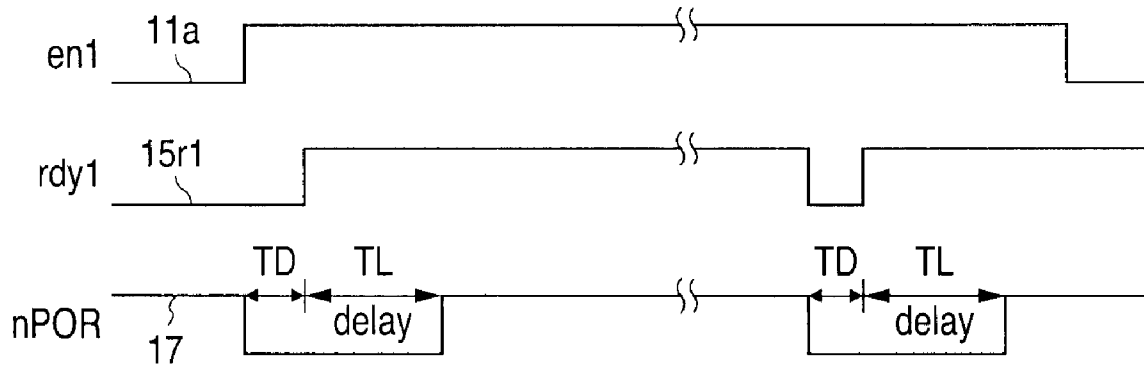 en1
11a
rdy1
15r1
TD TL TD TL
nPOR
delay delay
17